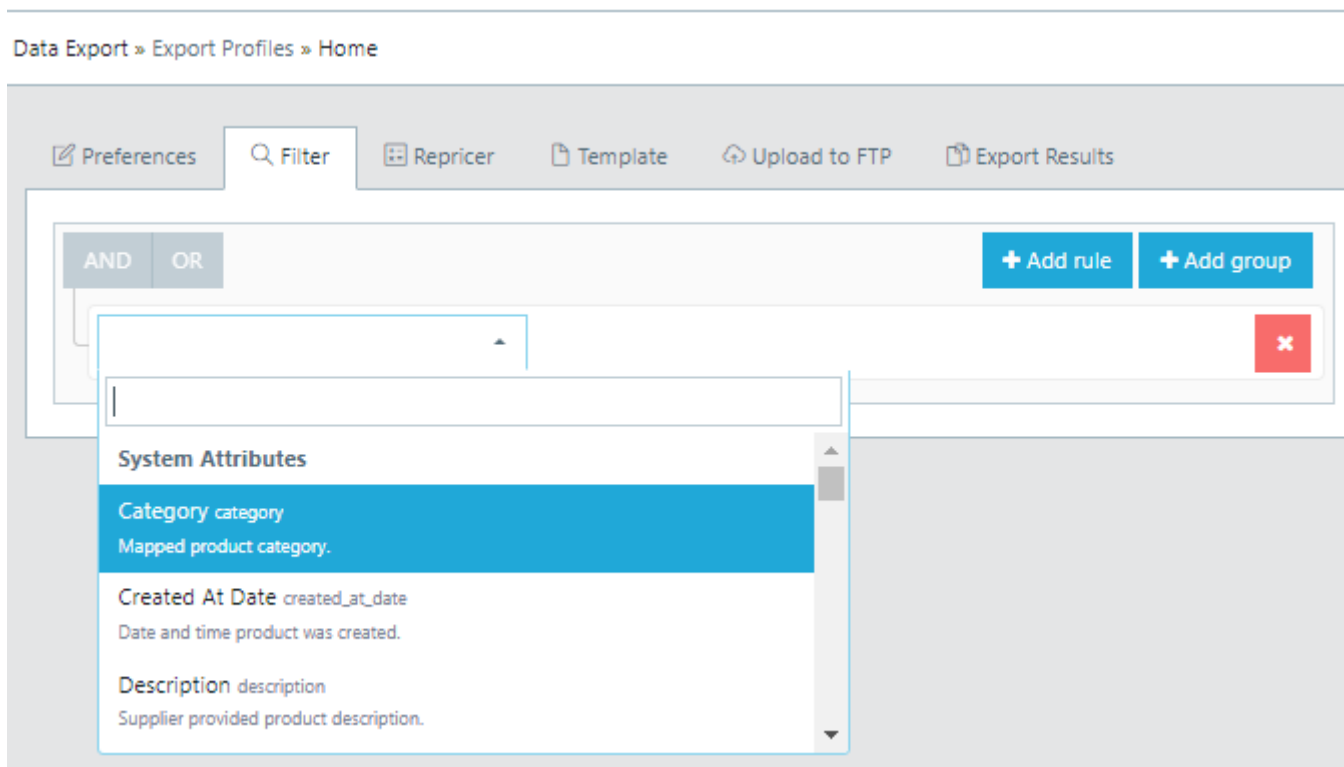 Data Export » Export Profiles » Home
Preferences Filter Repricer Template Upload to FTP Export Results
AND OR Add rule Add group
System Attributes
Category category
Mapped product category.
Created At Date created_at_date
Date and time product was created.
Description description
Supplier provided product description.